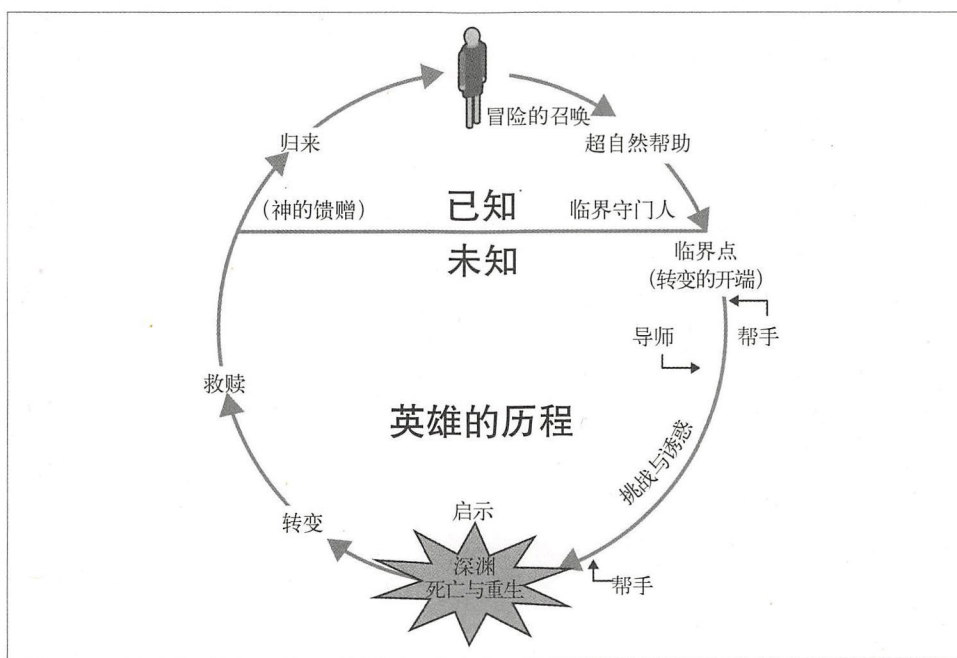 冒险的召唤
超自然帮助
归来
(神的馈赠)
已知
临界守门人
未知
临界点
(转变的开端)
导师
帮手
救赎
英雄的历程
挑战与诱惑
启示
转变
深渊
死亡与重生
帮手